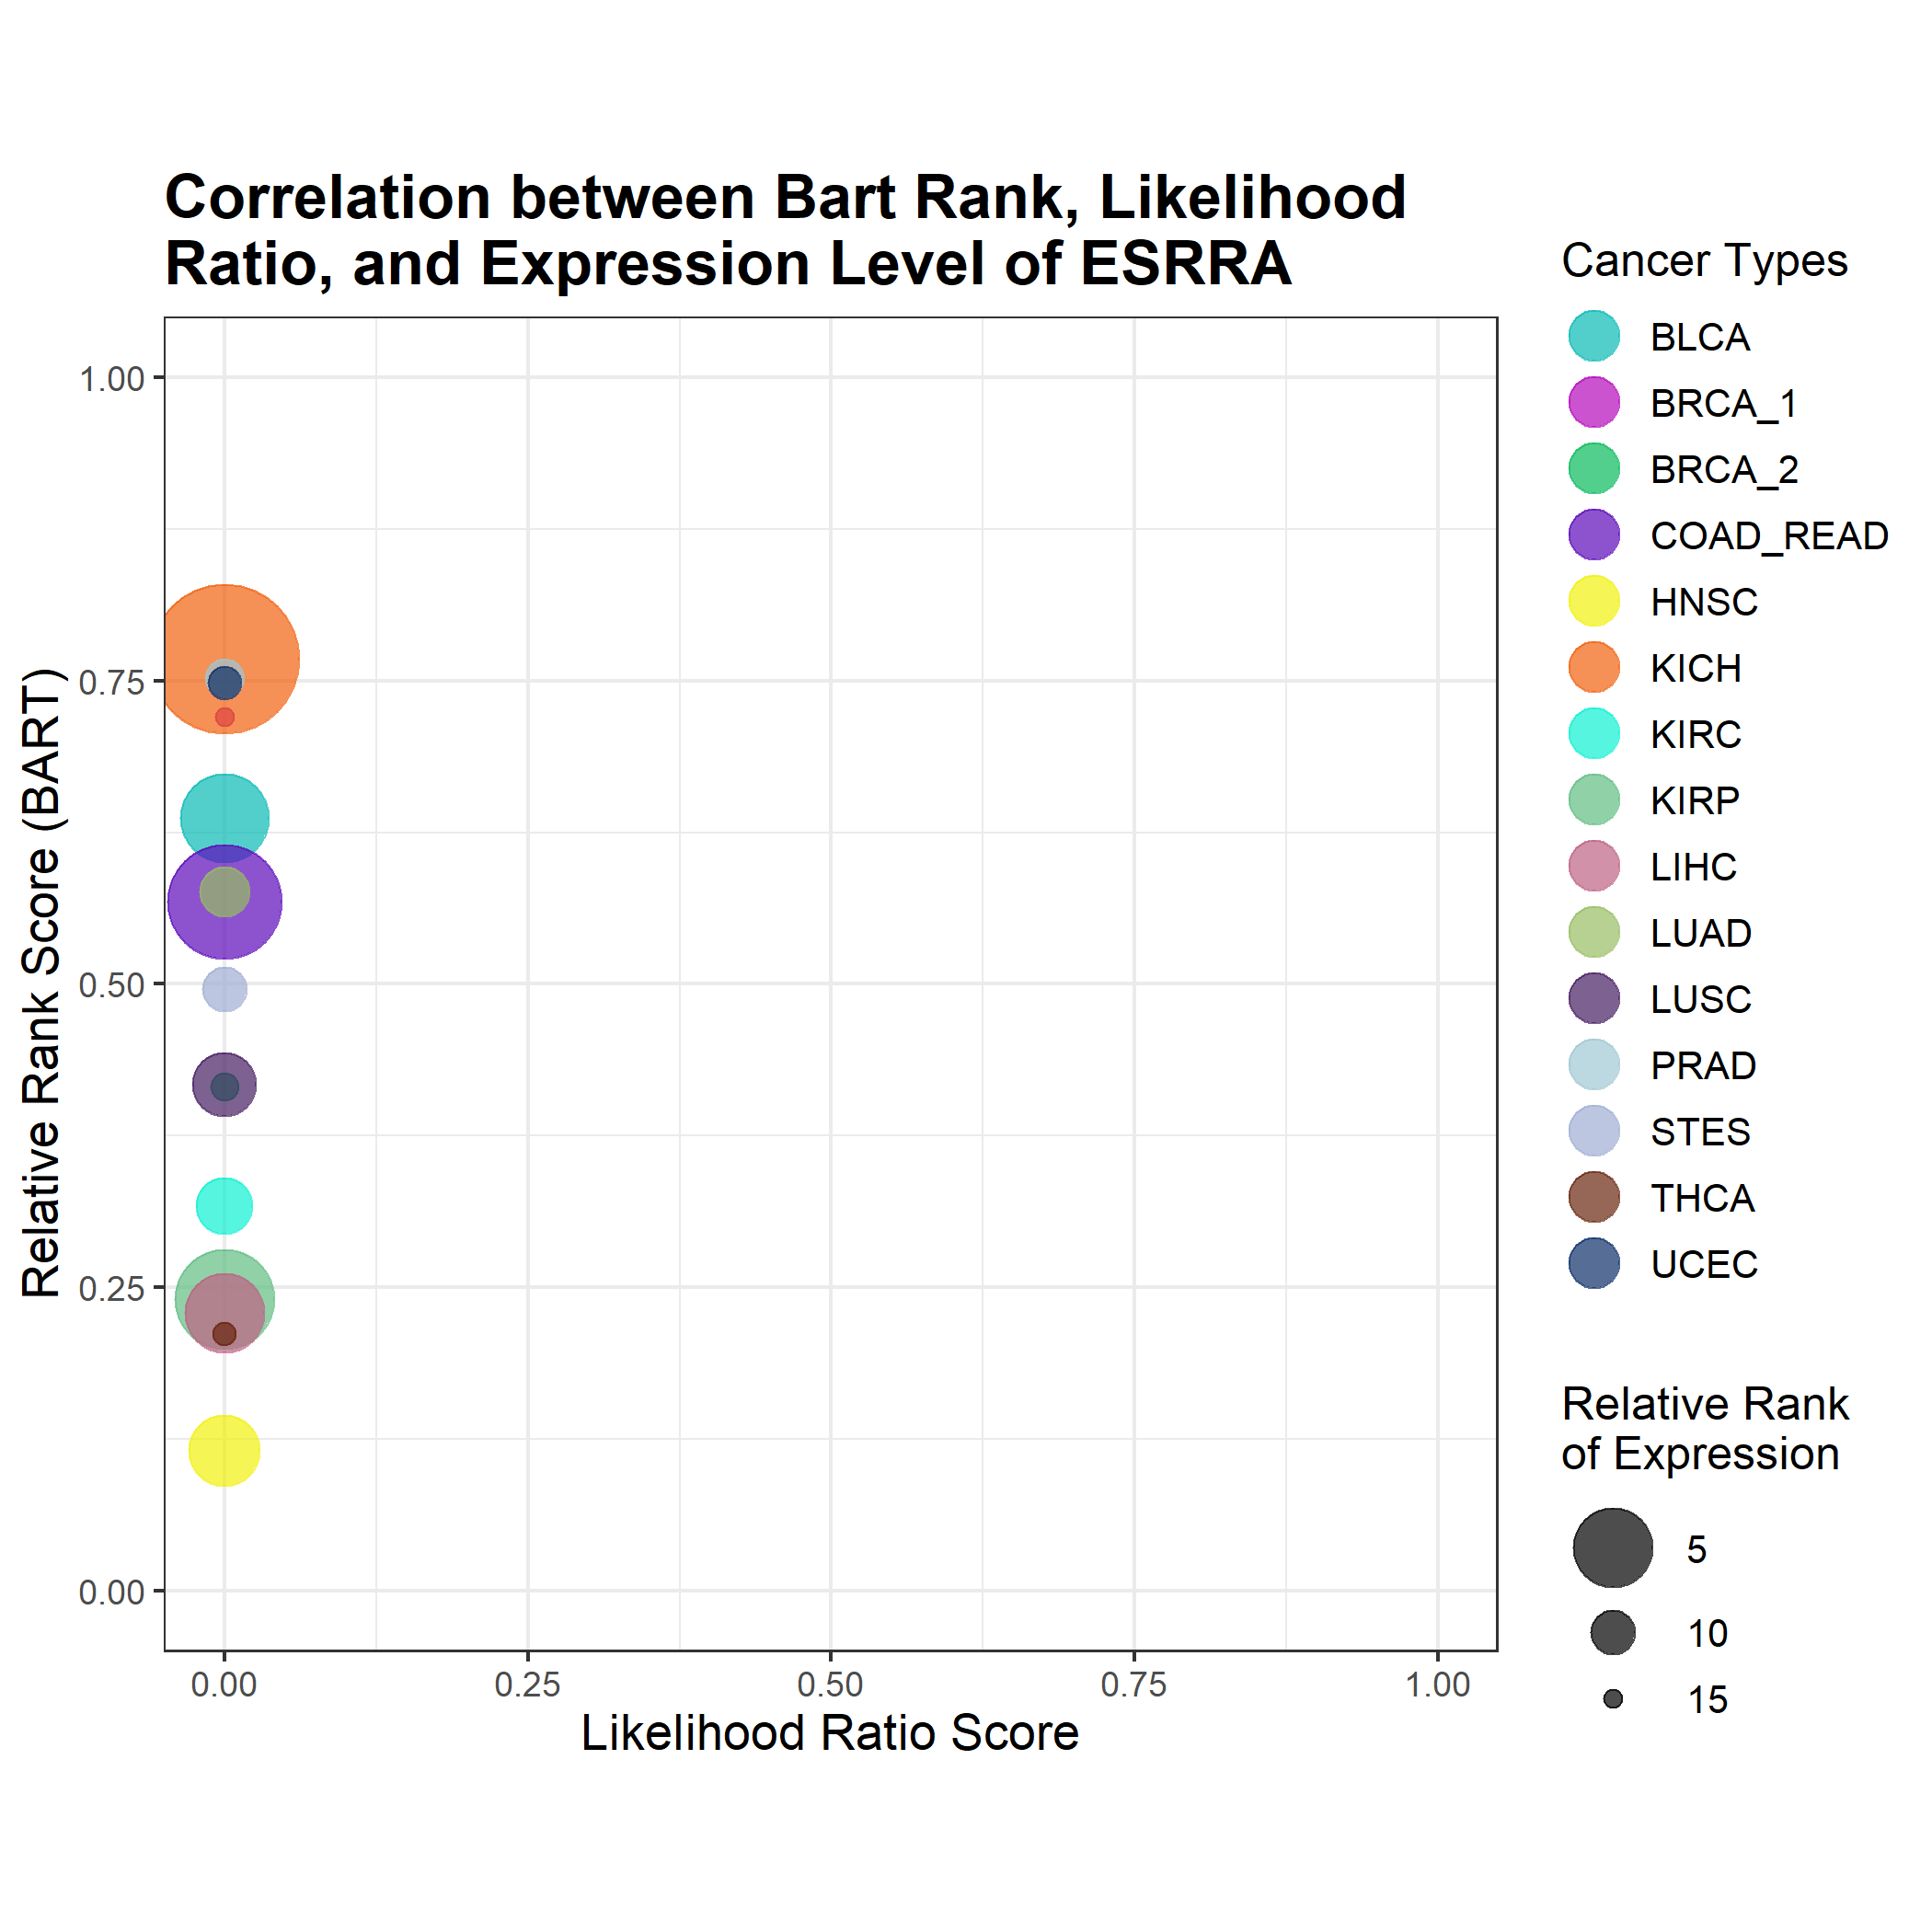 Correlation between Bart Rank, Likelihood
Ratio, and Expression Level of ESRRA
Relative Rank Score (BART)
1.00
0.75
0.50
0.25
0.00
0.00
0.25
0.50
0.75
1.00
Likelihood Ratio Score
Cancer Types
BLCA
BRCA_1
BRCA_2
COAD_READ
HNSC
KICH
KIRC
KIRP
LIHC
LUAD
LUSC
PRAD
STES
THCA
UCEC
Relative Rank
of Expression
5
10
15